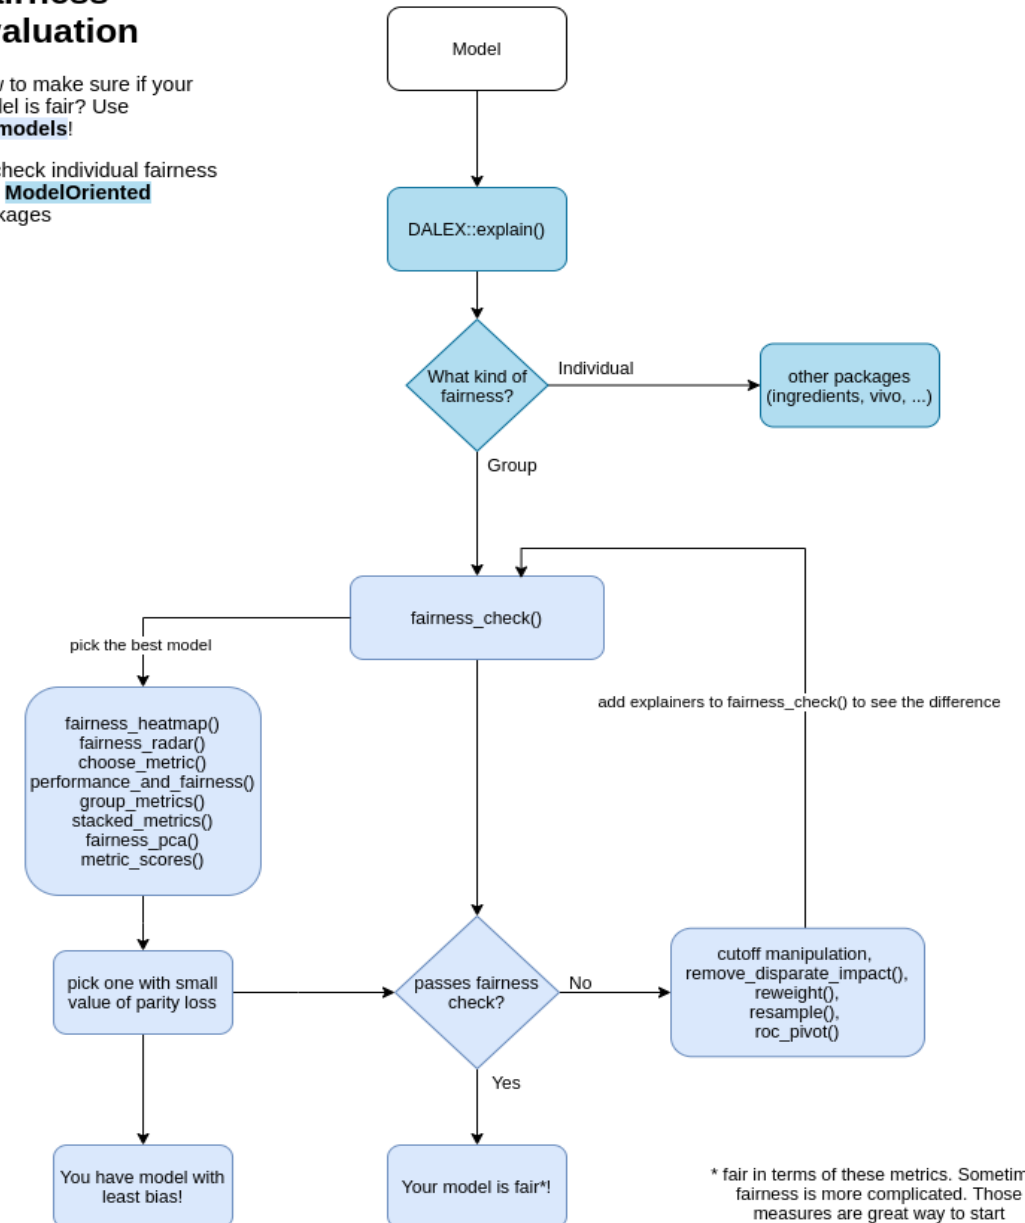 valuation
to make sure if your
del is fair? Use
models!
check individual fairness
ModelOriented
kages
Model
DALEX::explain()
What kind of
fairness?
Individual
other packages
(ingredients, vivo, ...)
Group
fairness_check()
pick the best model
add explainers to fairness_check() to see the difference
fairness_heatmap()
fairness_radar()
choose_metric()
performance_and_fairness()
group_metrics()
stacked_metrics()
fairness_pca()
metric_scores()
pick one with small
value of parity loss
passes fairness
check?
No
cutoff manipulation,
remove_disparate_impact(),
reweight(),
resample(),
roc_pivot()
Yes
You have model with
least bias!
Your model is fair*!
* fair in terms of these metrics. Sometim
fairness is more complicated. Those
measures are great way to start